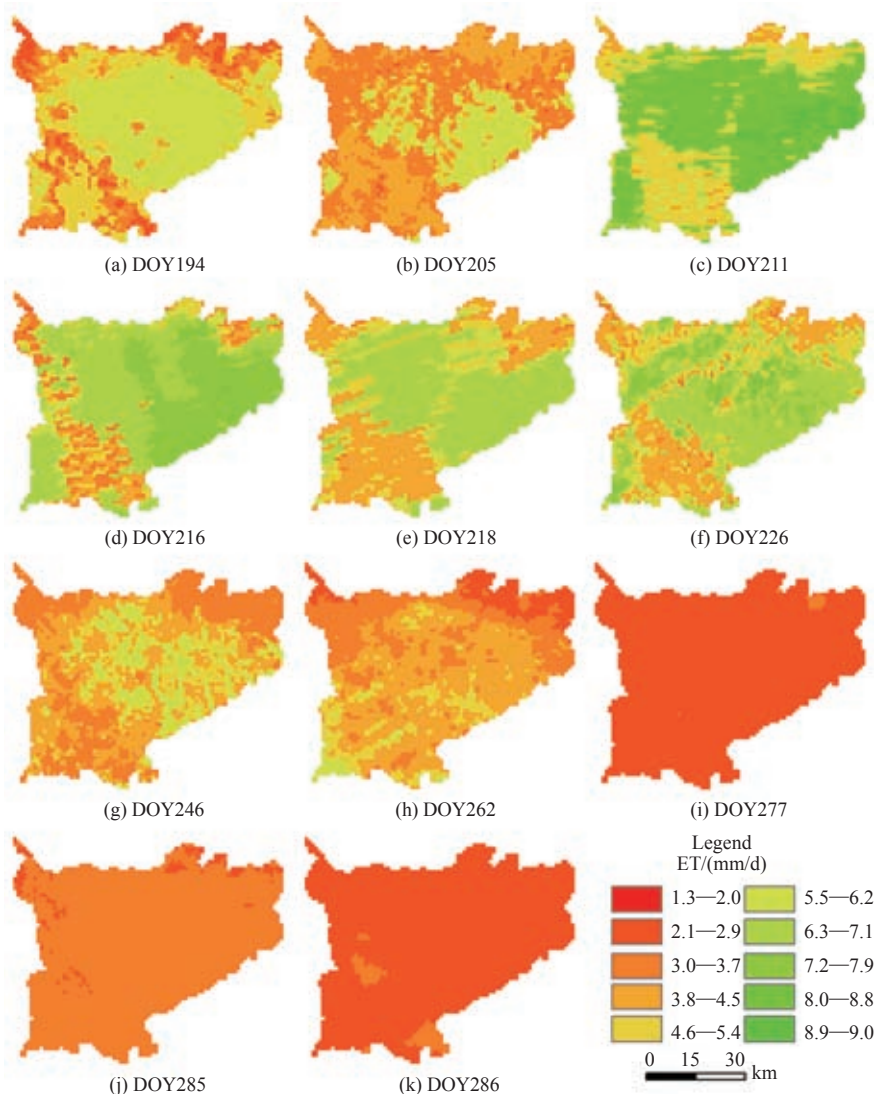 (a) DOY194
(b) DOY205
(c) DOY211
(d) DOY216
(e) DOY218
(f) DOY226
(g) DOY246
(h) DOY262
(i) DOY277
(j) DOY285
(k) DOY286
Legend
ET/(mm/d)
1.3—2.0 5.5—6.2
2.1—2.9 6.3—7.1
3.0—3.7 7.2—7.9
3.8—4.5 8.0—8.8
4.6—5.4 8.9—9.0
0 15 30
km